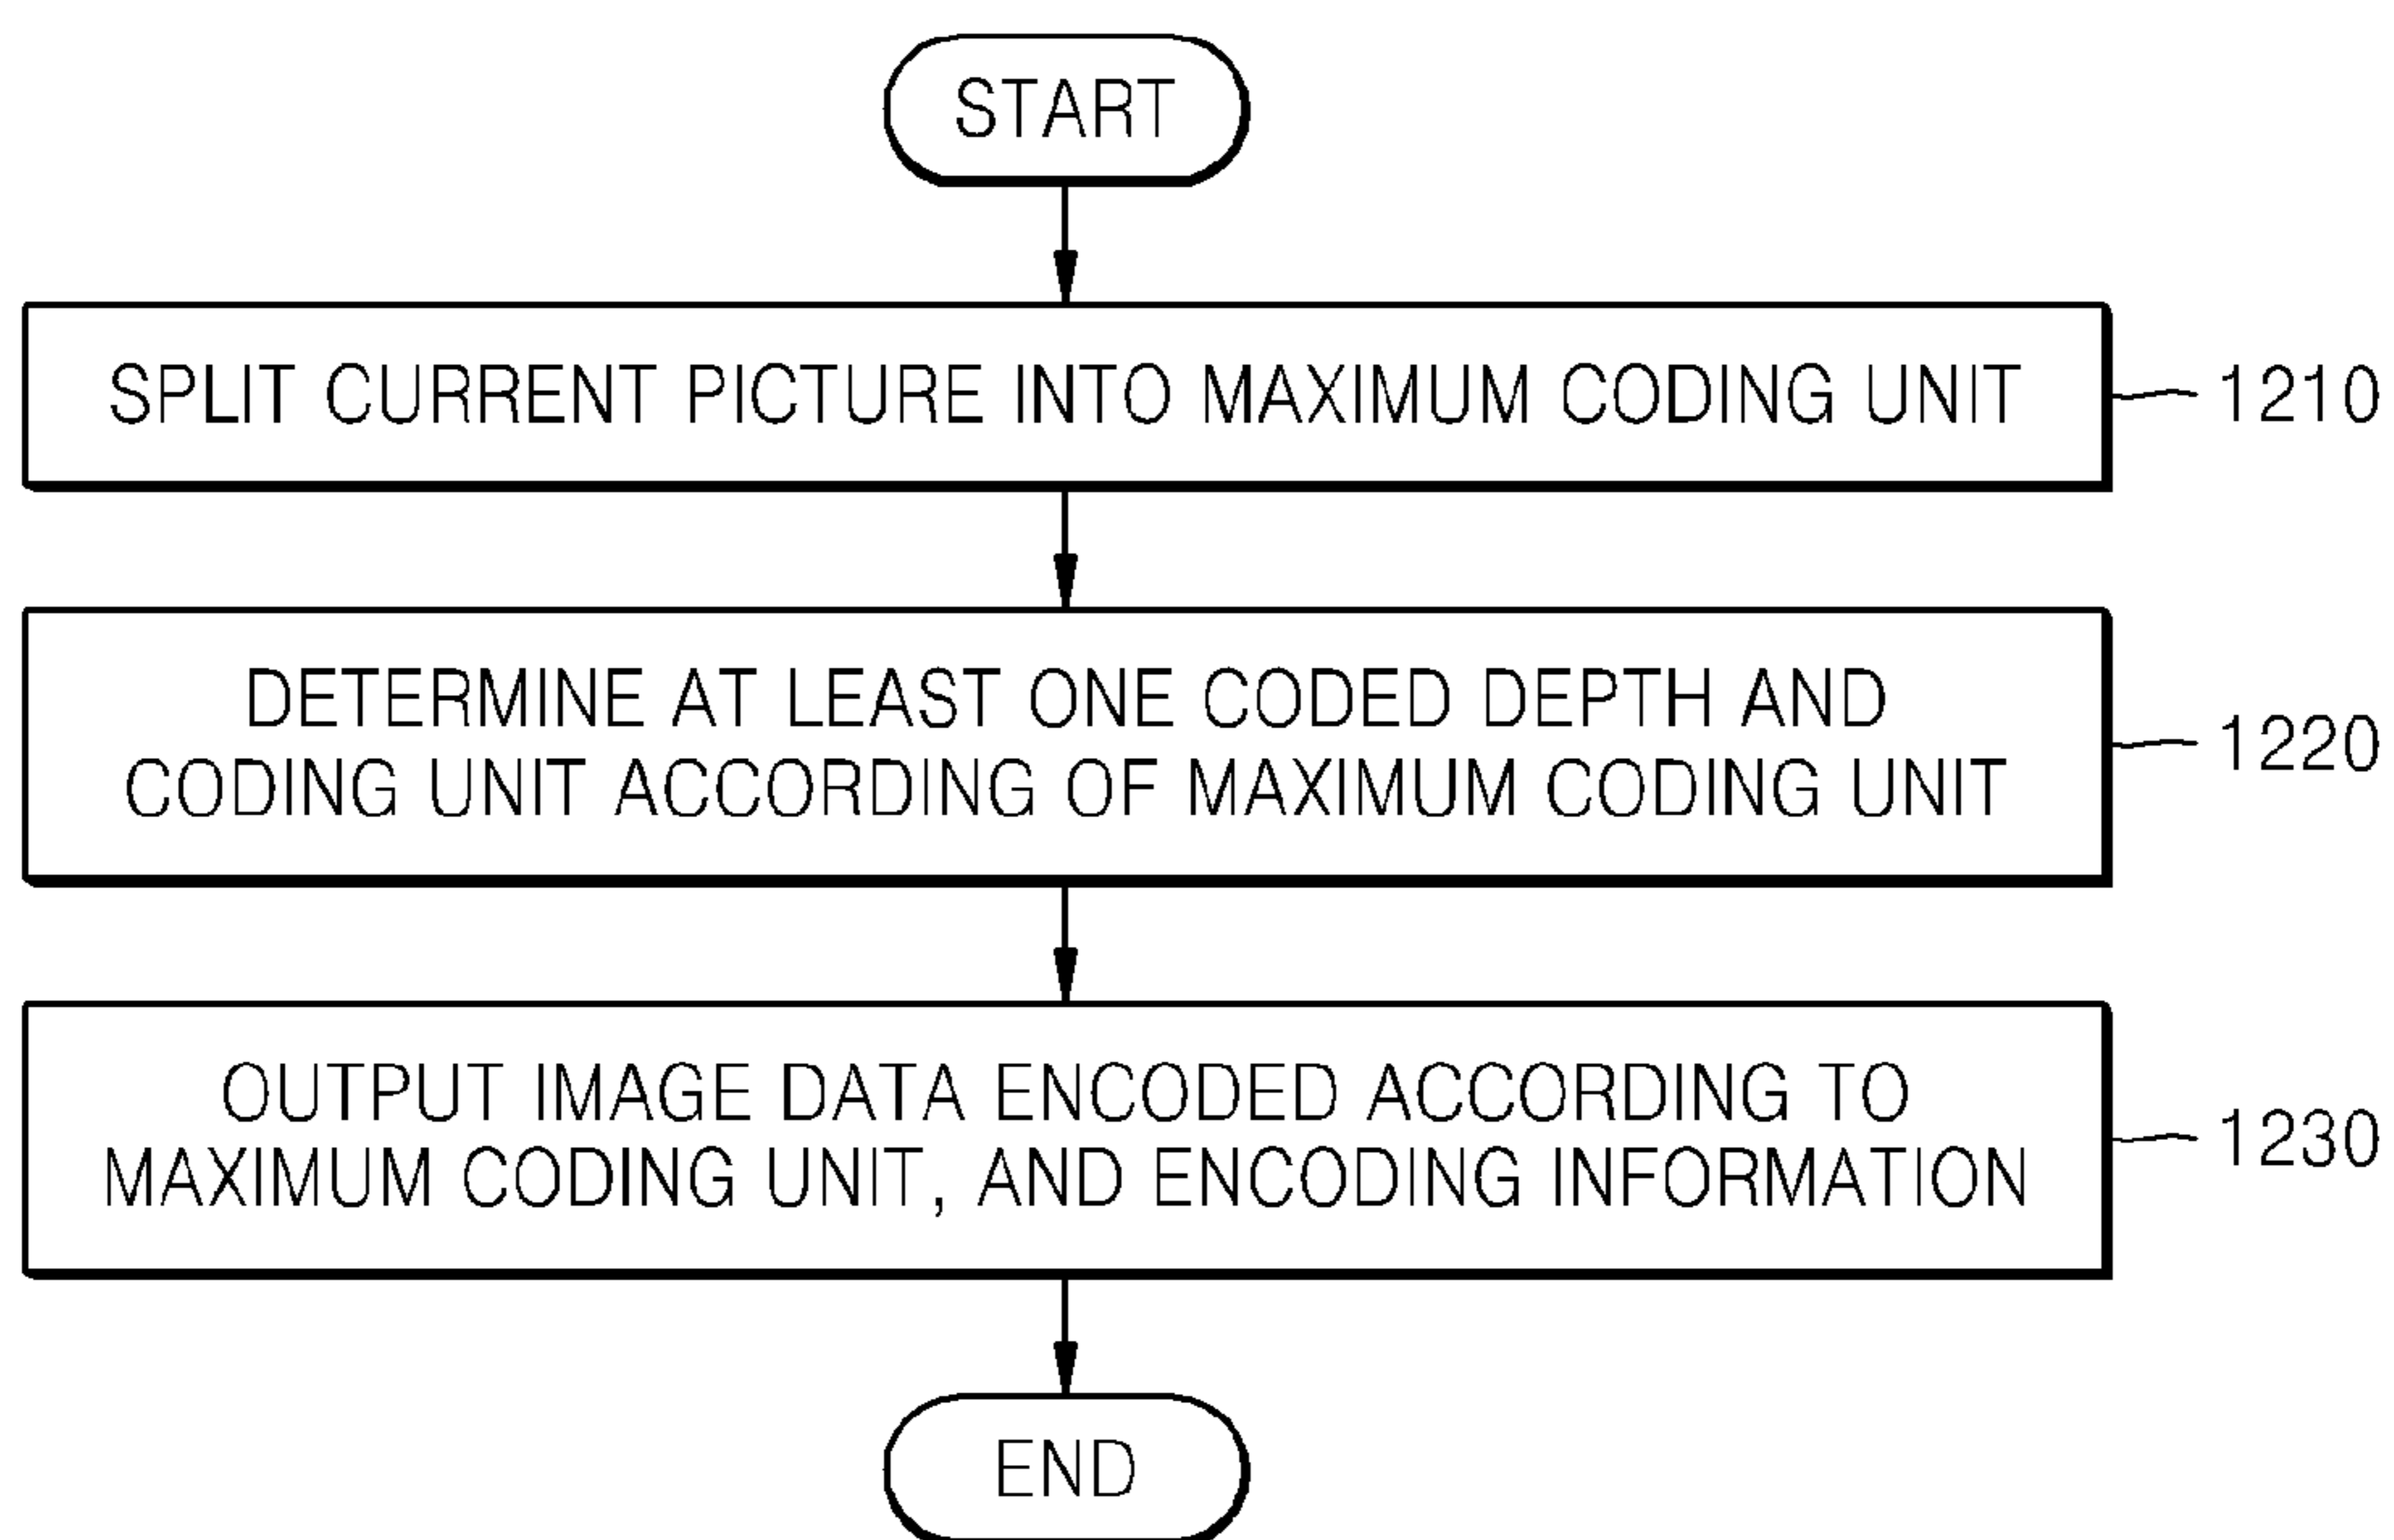 START
SPLIT CURRENT PICTURE INTO MAXIMUM CODING UNIT
1210
DETERMINE AT LEAST ONE CODED DEPTH AND
CODING UNIT ACCORDING OF MAXIMUM CODING UNIT
1220
OUTPUT IMAGE DATA ENCODED ACCORDING TO
MAXIMUM CODING UNIT, AND ENCODING INFORMATION
1230
END